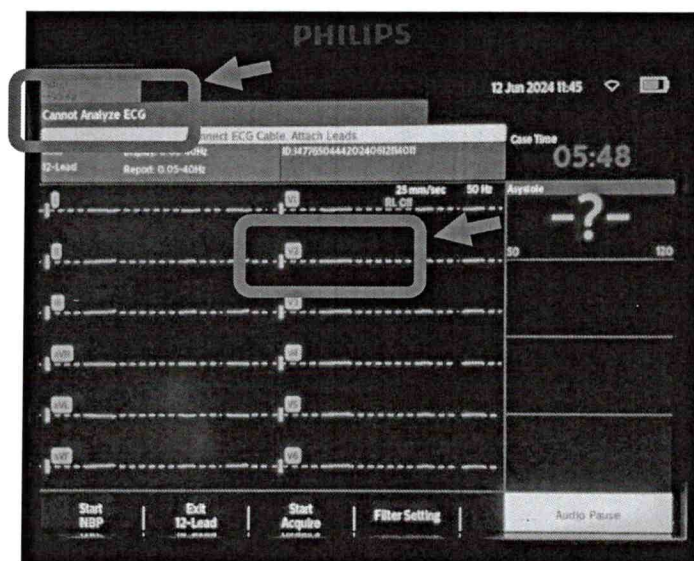 PHILIPS
12 Jun 2024 11:45
Cannot Analyze ECG
nnect ECG Cable. Attach Leads
Case Time
05:48
12-Lead
Report: 0.05-40Hz
25 mm/sec 50 Hz
Asystole
-?-
50 120
I V1
II V2
III V3
aVR V4
aVL V5
aVF V6
Start
NBP
Exit
12-Lead
Start
Acquire
Filter Setting
Audio Pause